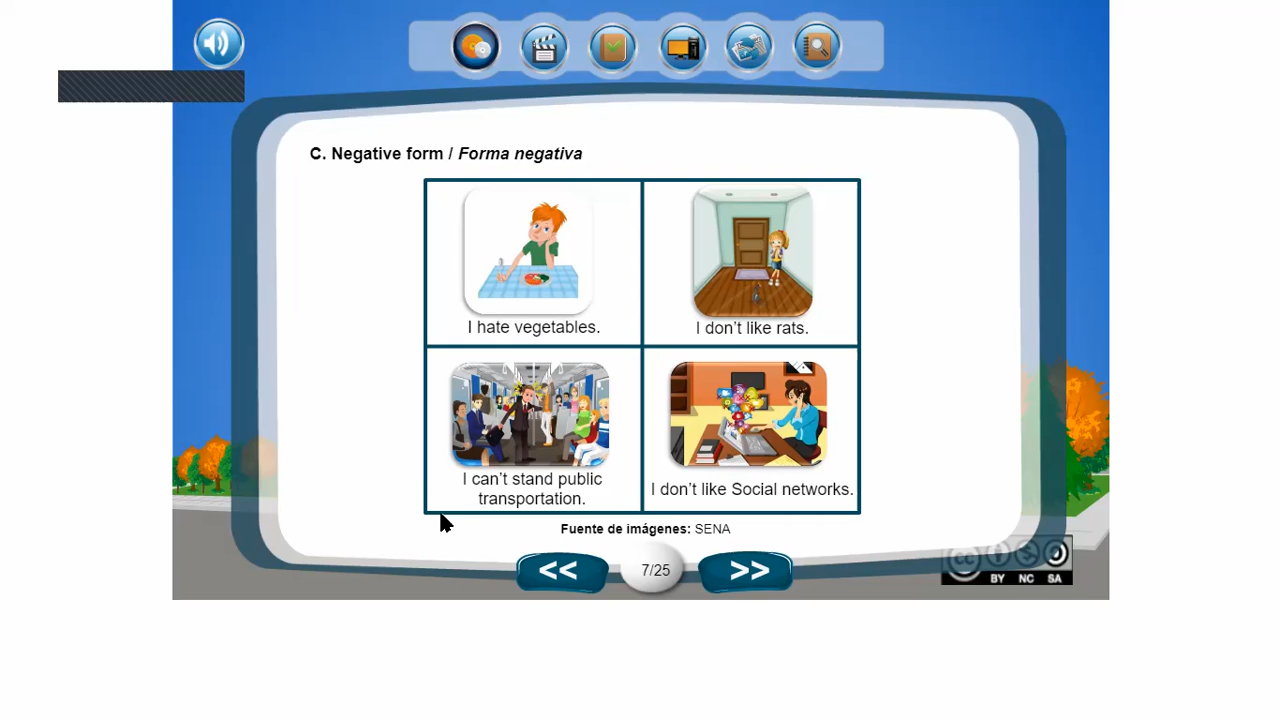 C. Negative form / Forma negativa
I hate vegetables.
I don't like rats.
I can't stand public
transportation.
I don't like Social networks.
Fuente de imágenes: SENA
<< 7/25 >>
cc
BY NC SA